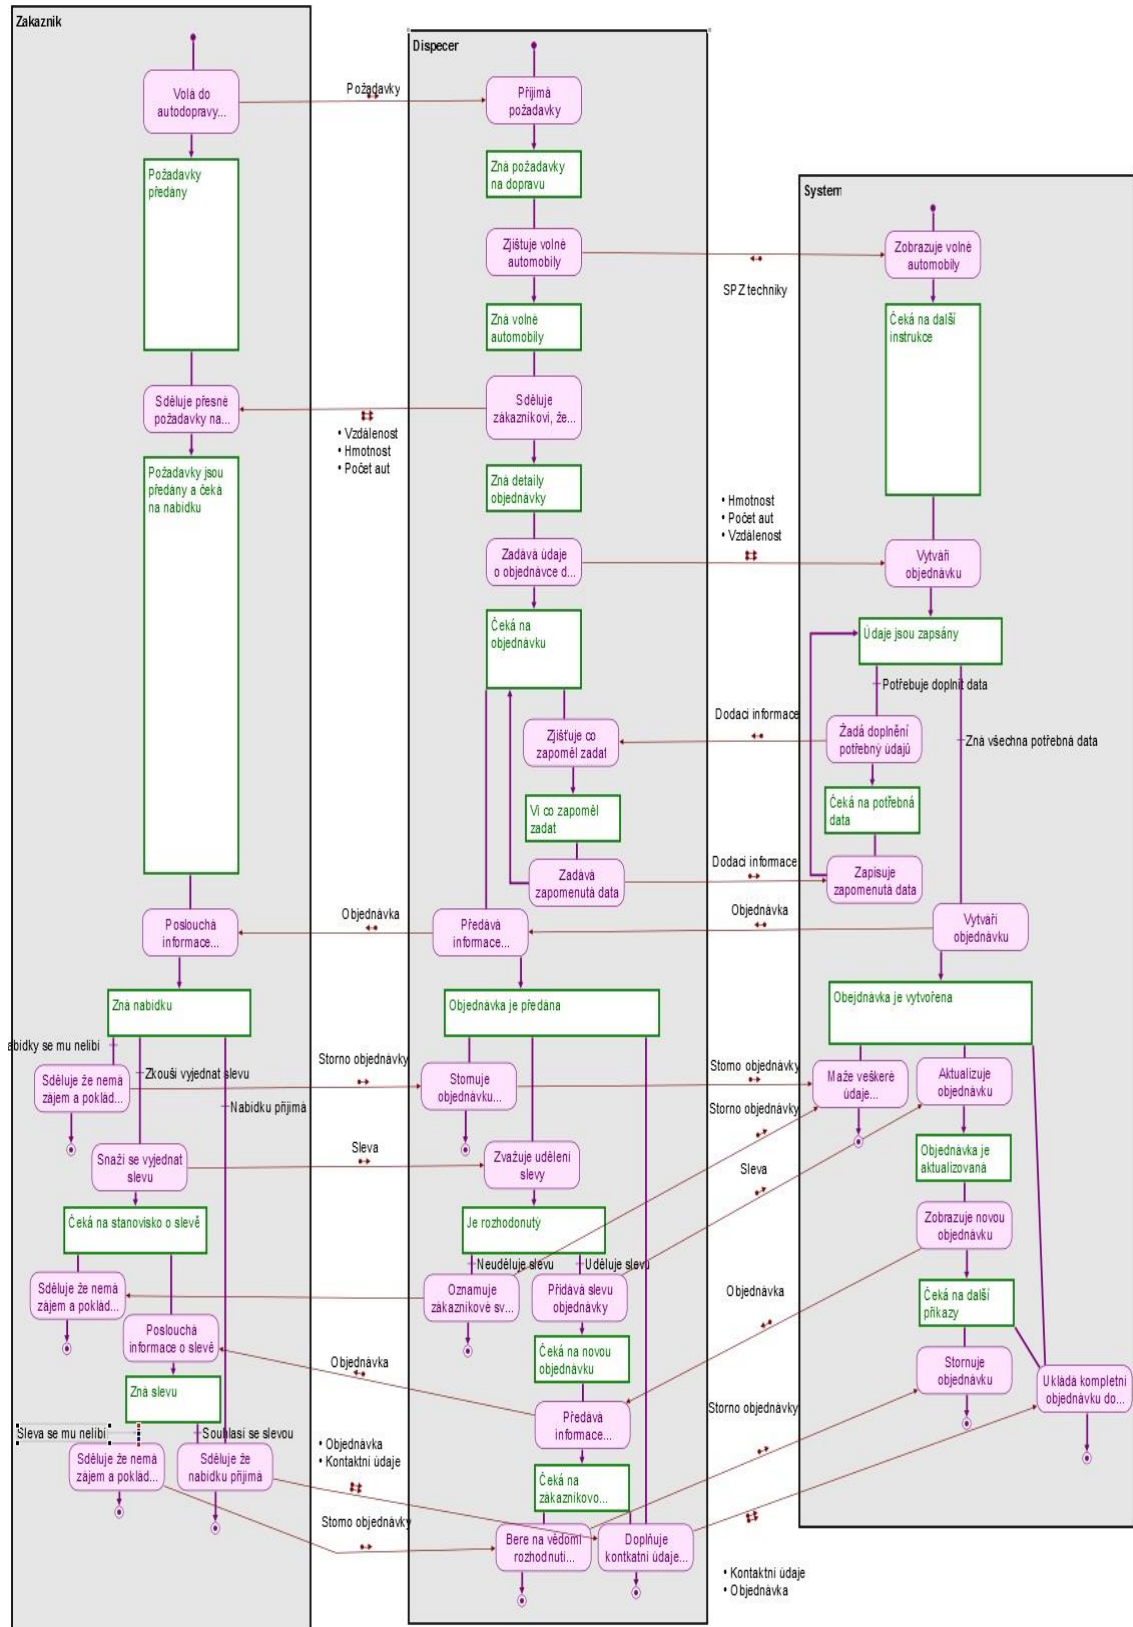 Zakaznik
Volá do
autodopravy...
Požadavky
předány
Sděluje přesné
požadavky na...
Požadavky jsou
předány a čeká
na nabídku
Poslouchá
informace...
Zná nabídku
abídky se mu nelíbí
Zkouší vyjednat slevu
Nabídku přijímá
Sděluje že nemá
zájem a poklád...
Snaží se vyjednat
slevu
Čeká na stanovisko o slevě
Sděluje že nemá
zájem a poklád...
Poslouchá
informace o slevě
Zná slevu
Sleva se mu nelíbí
Souhlasí se slevou
Sděluje že nemá
zájem a poklád...
Sděluje že
nabídku přijímá
Požadavky
• Vzdálenost
• Hmotnost
• Počet aut
Objednávka
Storno objednávky
Sleva
Objednávka
• Objednávka
• Kontaktní údaje
Storno objednávky
Dispecer
Přijímá
požadavky
Zná požadavky
na dopravu
Zjišťuje volné
automobily
Zná volné
automobily
Sděluje
zákazníkovi, že...
Zná detaily
objednávky
Zadává údaje
o objednávce d...
Čeká na
objednávku
Zjišťuje co
zapoměl zadat
Ví co zapoměl
zadat
Zadává
zapomenutá data
Předává
informace...
Objednávka je předána
Stornuje
objednávku...
Zvažuje udělení
slevy
Je rozhodonutý
Neuděluje slevu
Uděluje slevu
Oznamuje
zákazníkové sv...
Přidává slevu
objednávky
Čeká na novou
objednávku
Předává
informace...
Čeká na
zákazníkovo...
Bere na vědomí
rozhodnutí...
Doplňuje
kontkatní údaje...
SPZ techniky
• Hmotnost
• Počet aut
• Vzdálenost
Dodací informace
Dodací informace
Objednávka
Storno objednávky
Storno objednávky
Sleva
Objednávka
Storno objednávky
• Kontaktní údaje
• Objednávka
System
Zobrazuje volné
automobily
Čeká na další
instrukce
Vytváří
objednávku
Údaje jsou zapsány
Potřebuje doplnit data
Zná všechna potřebná data
Žadá doplnění
potřebný údajů
Čeká na potřebná
data
Zapisuje
zapomenutá data
Vytváří
objednávku
Obejdnávka je vytvořena
Maže veškeré
údaje...
Aktualizuje
objednávku
Objednávka je
aktualizovaná
Zobrazuje novou
objednávku
Čeká na další
příkazy
Stornuje
objednávku
Ukládá kompletní
objednávku do...